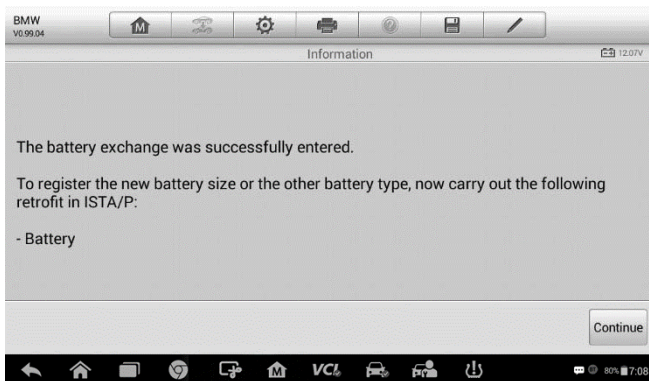 BMW
V0.99.04
M
Information
12.07V
The battery exchange was successfully entered.
To register the new battery size or the other battery type, now carry out the following
retrofit in ISTA/P:
- Battery
Continue
M
VCI
80% 7:08